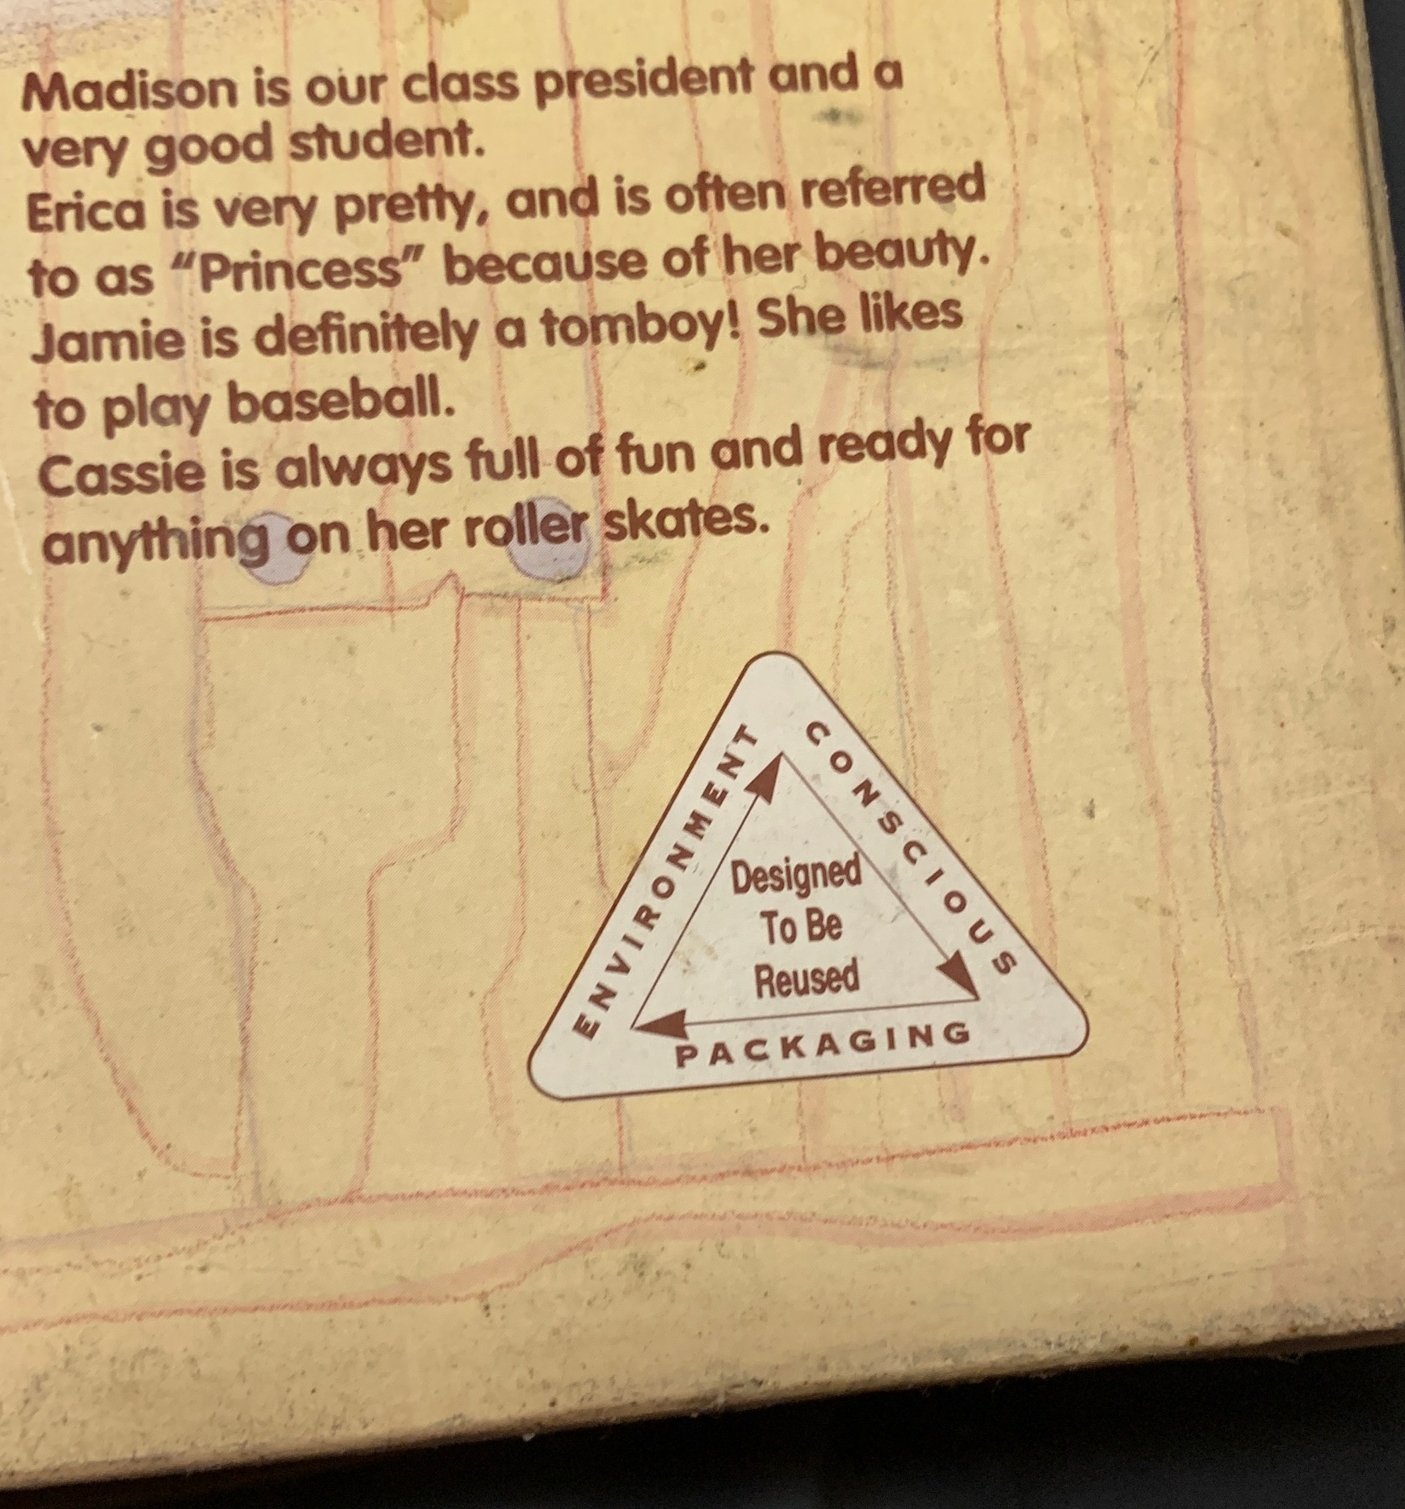 Madison is our class president and a
very good student.
Erica is very pretty, and is often referred
to as “Princess” because of her beauty.
Jamie is definitely a tomboy! She likes
to play baseball.
Cassie is always full of fun and ready for
anything on her roller skates.
ENVIRONMENT
CONSCIOUS
PACKAGING
Designed
To Be
Reused